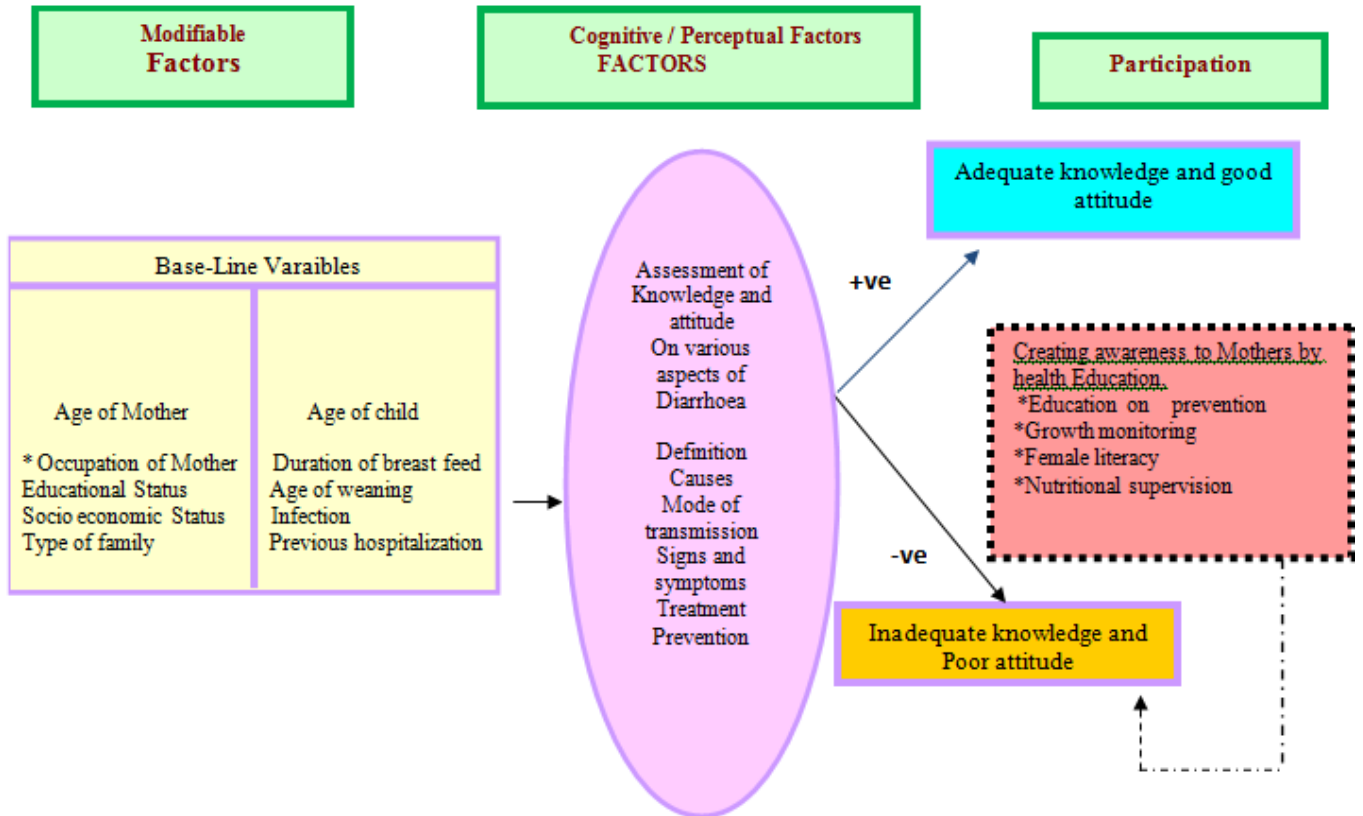 Modifiable
Factors
Cognitive / Perceptual Factors
FACTORS
Participation
Base-Line Varaibles
Age of Mother
* Occupation of Mother
Educational Status
Socio economic Status
Type of family
Age of child
Duration of breast feed
Age of weaning
Infection
Previous hospitalization
Assessment of
Knowledge and
attitude
On various
aspects of
Diarrhoea
Definition
Causes
Mode of
transmission
Signs and
symptoms
Treatment
Prevention
+ve
-ve
Adequate knowledge and good
attitude
Creating awareness to Mothers by
health Education.
*Education on prevention
*Growth monitoring
*Female literacy
*Nutritional supervision
Inadequate knowledge and
Poor attitude